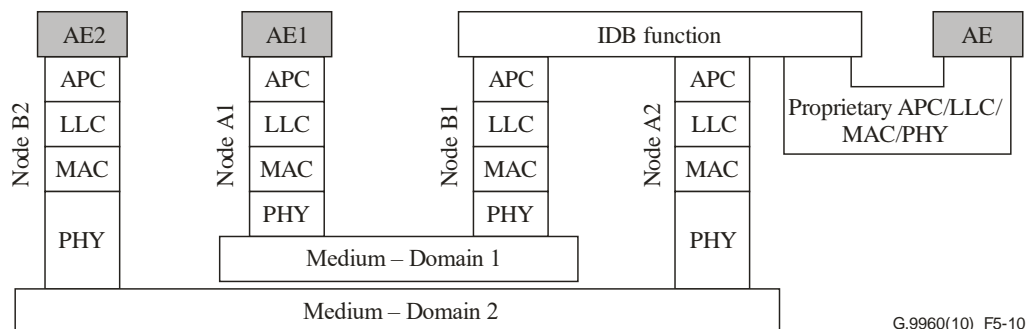 AE2 AE1 IDB function AE
APC APC APC APC
Node B2 Node A1 Node B1 Node A2
LLC LLC LLC LLC
Proprietary APC/LLC/
MAC/PHY
MAC MAC MAC MAC
PHY PHY PHY PHY
Medium – Domain 1
Medium – Domain 2
G.9960(10)_F5-10